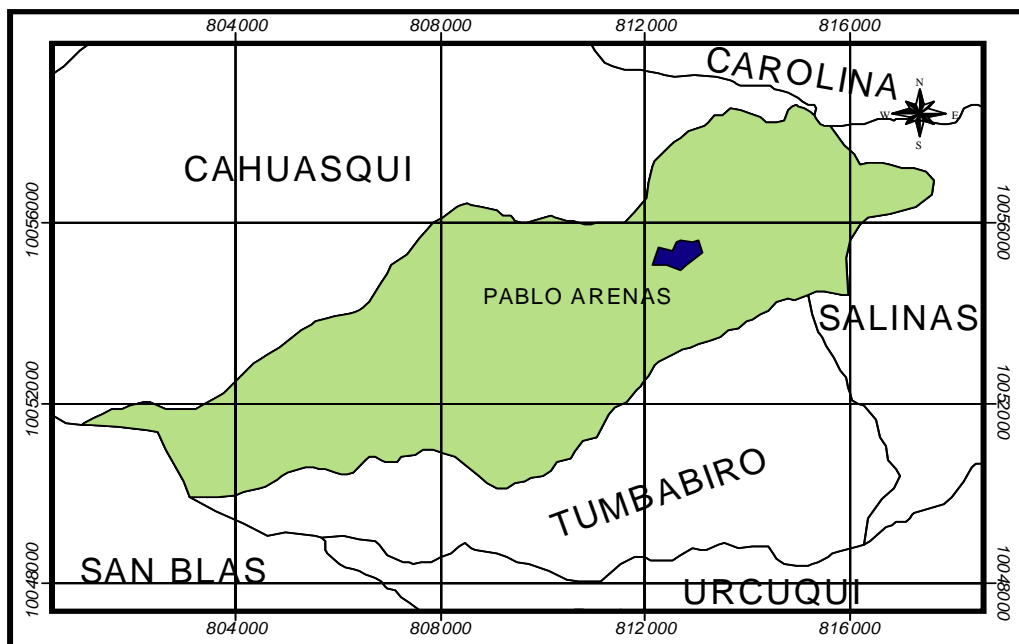 804000 808000 812000 816000
CAROLINA
N
W E
S
CAHUASQUI
10056000 10056000
PABLO ARENAS
SALINAS
10052000 10052000
TUMBABIRO
SAN BLAS
10048000 10048000
URCUQUI
804000 808000 812000 816000